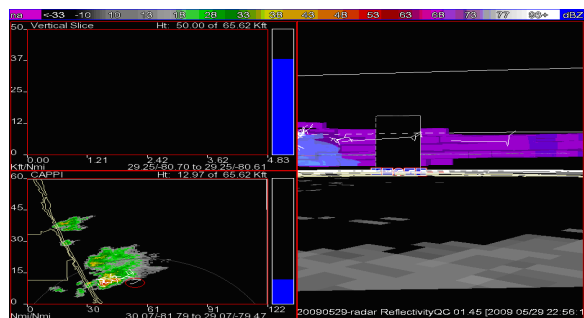 na <-33 -10 13 18 23 28 33 38 43 48 53 63 68 73 77 dBZ
Vertical Slice Ht: 50.00 of 65.62 Kft
50
37
25
12
0
0.00 1.21 2.42 3.62 4.83
Kft/Nmi 29.25/-80.70 to 29.25/-80.61
CAPPI Ht: 12.97 of 65.62 Kft
60
45
30
15
0
0 30 61 91 122
Nmi/Nmi 30.07/-81.79 to 29.07/-79.47
20090529-radar ReflectivityQC 01.45 [2009 05/29 22:56:1